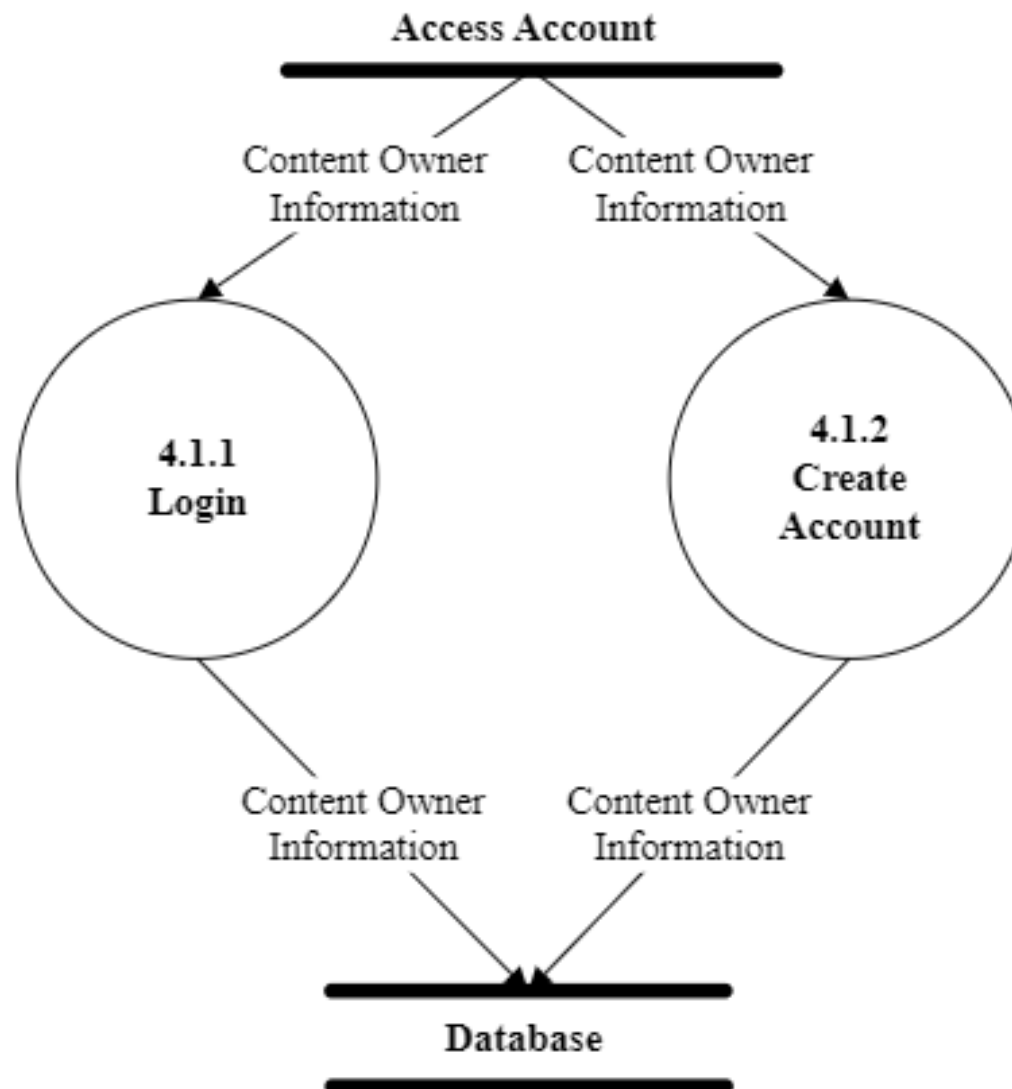 Access Account
Content Owner
Information
Content Owner
Information
4.1.1
Login
4.1.2
Create
Account
Content Owner
Information
Content Owner
Information
Database